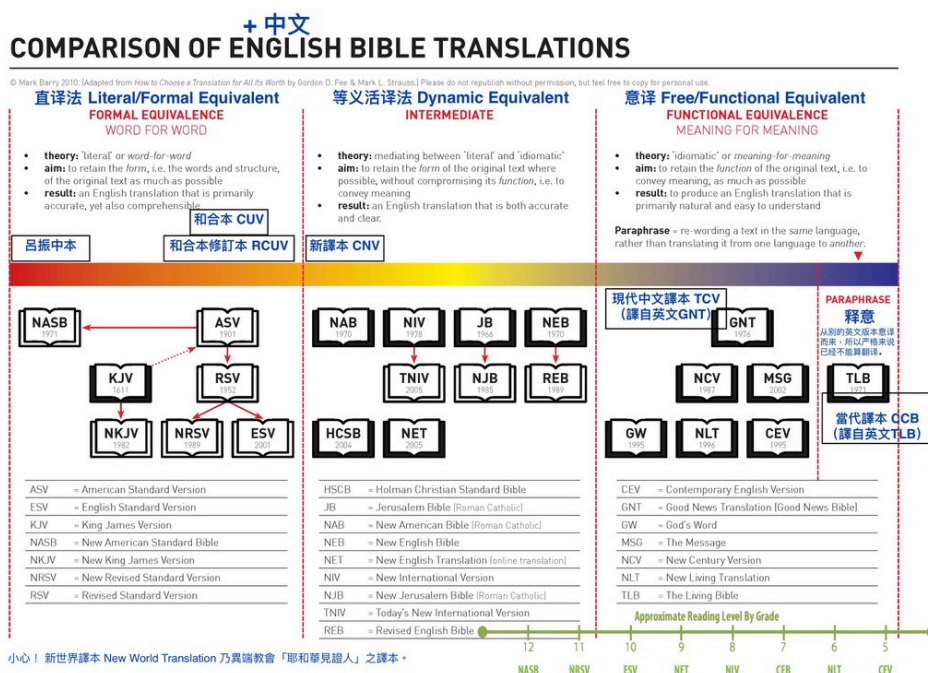 + 中文
COMPARISON OF ENGLISH BIBLE TRANSLATIONS
© Mark Barry 2010. [Adapted from How to Choose a Translation for All Its Worth by Gordon D. Fee & Mark L. Strauss.] Please do not republish without permission, but feel free to copy for personal use.
直译法 Literal/Formal Equivalent
FORMAL EQUIVALENCE
WORD FOR WORD
• theory: 'literal' or word-for-word
• aim: to retain the form, i.e. the words and structure,
of the original text as much as possible
• result: an English translation that is primarily
accurate, yet also comprehensible
等义活译法 Dynamic Equivalent
INTERMEDIATE
• theory: mediating between 'literal' and 'idiomatic'
• aim: to retain the form of the original text where
possible, without compromising its function, i.e. to
convey meaning
• result: an English translation that is both accurate
and clear.
意译 Free/Functional Equivalent
FUNCTIONAL EQUIVALENCE
MEANING FOR MEANING
• theory: 'idiomatic' or meaning-for-meaning
• aim: to retain the function of the original text, i.e. to
convey meaning, as much as possible
• result: to produce an English translation that is
primarily natural and easy to understand
Paraphrase = re-wording a text in the same language,
rather than translating it from one language to another.
和合本 CUV
呂振中本
和合本修訂本 RCUV
新譯本 CNV
NASB
1971
ASV
1901
KJV
1611
RSV
1952
NKJV
1982
NRSV
1989
ESV
2001
NAB
1970
NIV
1978
JB
1966
NEB
1970
TNIV
2005
NJB
1985
REB
1989
HCSB
2004
NET
2005
現代中文譯本 TCV
（譯自英文GNT）
GNT
1976
NCV
1987
MSG
2002
GW
1995
NLT
1996
CEV
1995
PARAPHRASE
释意
从别的英文版本意译
而来，所以严格来说
已经不能算翻译。
TLB
1971
當代譯本 CCB
（譯自英文TLB）
ASV = American Standard Version
ESV = English Standard Version
KJV = King James Version
NASB = New American Standard Bible
NKJV = New King James Version
NRSV = New Revised Standard Version
RSV = Revised Standard Version
HSCB = Holman Christian Standard Bible
JB = Jerusalem Bible (Roman Catholic)
NAB = New American Bible (Roman Catholic)
NEB = New English Bible
NET = New English Translation (online translation)
NIV = New International Version
NJB = New Jerusalem Bible (Roman Catholic)
TNIV = Today's New International Version
REB = Revised English Bible
CEV = Contemporary English Version
GNT = Good News Translation (Good News Bible)
GW = God's Word
MSG = The Message
NCV = New Century Version
NLT = New Living Translation
TLB = The Living Bible
Approximate Reading Level By Grade
12 11 10 9 8 7 6 5
NASB NRSV ESV NET NIV CEB NLT CEV
小心！ 新世界譯本 New World Translation 乃異端教會「耶和華見證人」之譯本。